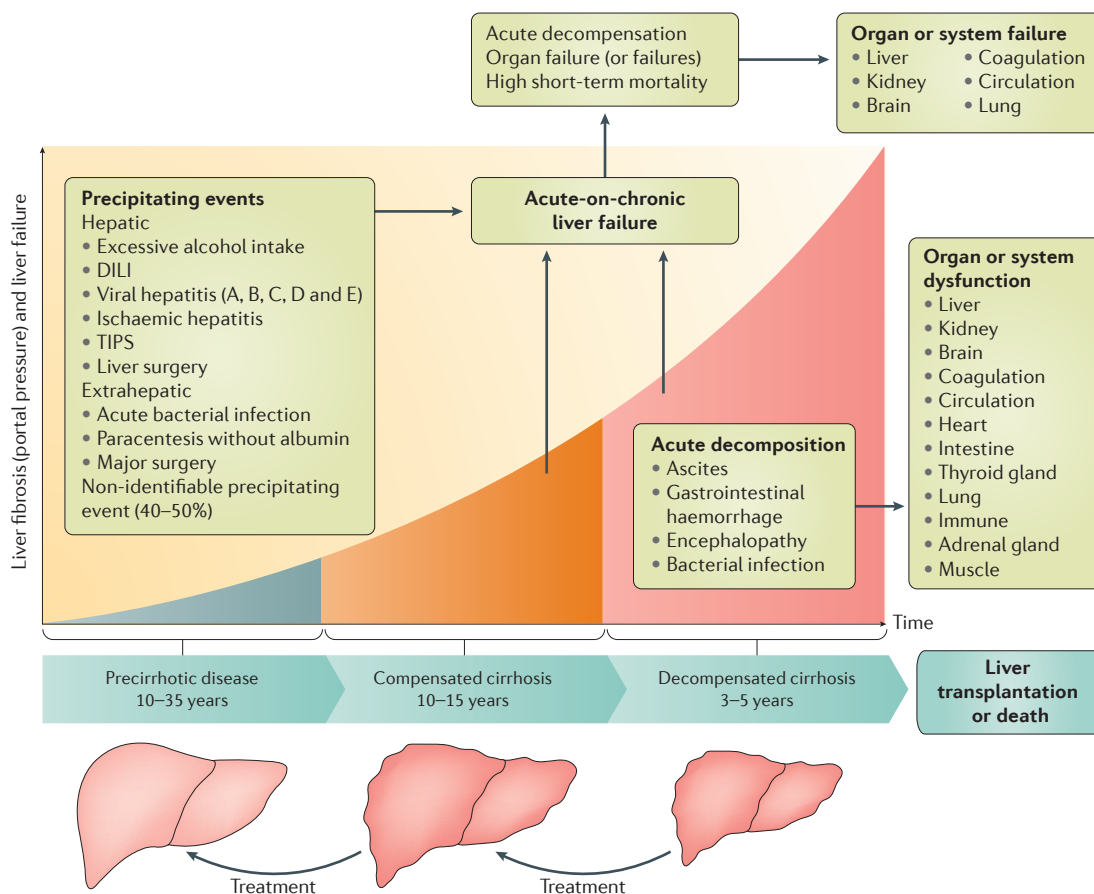 Acute decompensation
Organ failure (or failures)
High short-term mortality
Organ or system failure
• Liver
• Kidney
• Brain
• Coagulation
• Circulation
• Lung
Liver fibrosis (portal pressure) and liver failure
Precipitating events
Hepatic
• Excessive alcohol intake
• DILI
• Viral hepatitis (A, B, C, D and E)
• Ischaemic hepatitis
• TIPS
• Liver surgery
Extrahepatic
• Acute bacterial infection
• Paracentesis without albumin
• Major surgery
Non-identifiable precipitating
event (40–50%)
Acute-on-chronic
liver failure
Acute decomposition
• Ascites
• Gastrointestinal
haemorrhage
• Encephalopathy
• Bacterial infection
Organ or system
dysfunction
• Liver
• Kidney
• Brain
• Coagulation
• Circulation
• Heart
• Intestine
• Thyroid gland
• Lung
• Immune
• Adrenal gland
• Muscle
Time
Precirrhotic disease
10–35 years
Compensated cirrhosis
10–15 years
Decompensated cirrhosis
3–5 years
Liver
transplantation
or death
Treatment
Treatment